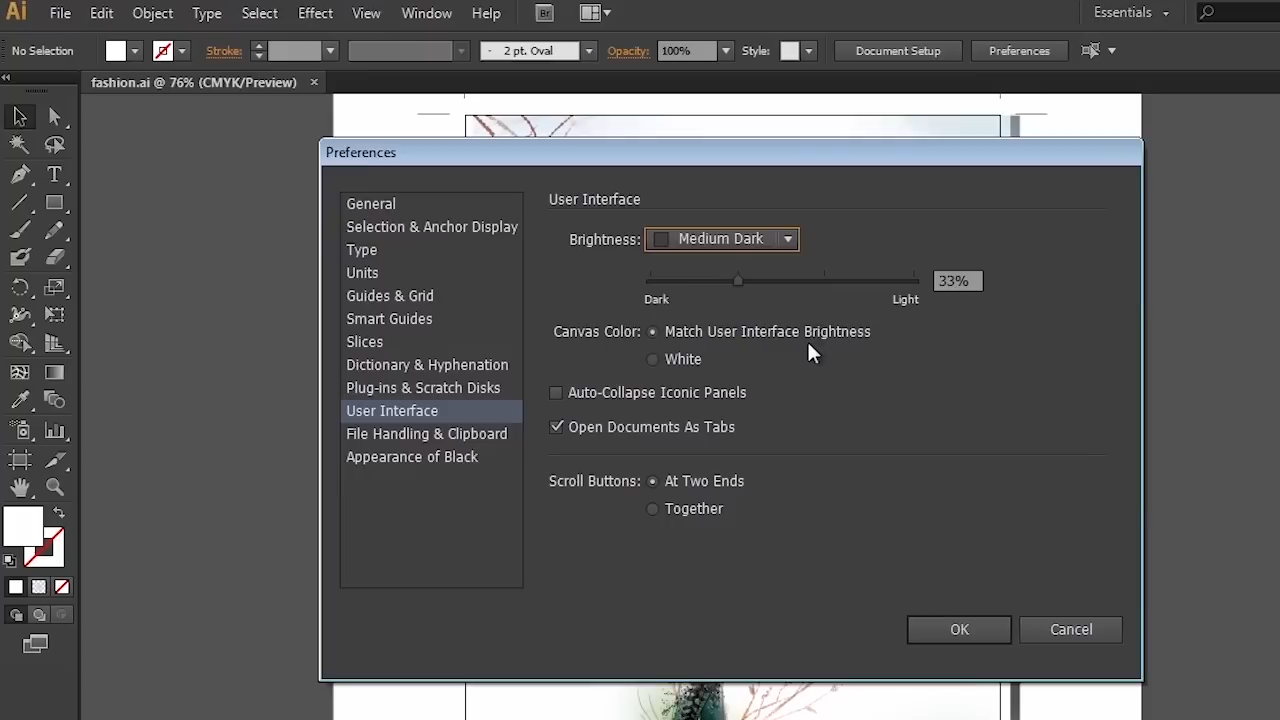 Ai File Edit Object Type Select Effect View Window Help Br Essentials
No Selection Stroke: - 2 pt. Oval Opacity: 100% Style: Document Setup Preferences
fashion.ai @ 76% (CMYK/Preview) ×
Preferences
General
Selection & Anchor Display
Type
Units
Guides & Grid
Smart Guides
Slices
Dictionary & Hyphenation
Plug-ins & Scratch Disks
User Interface
File Handling & Clipboard
Appearance of Black
User Interface
Brightness: Medium Dark
33%
Dark Light
Canvas Color: Match User Interface Brightness
White
Auto-Collapse Iconic Panels
Open Documents As Tabs
Scroll Buttons: At Two Ends
Together
OK Cancel